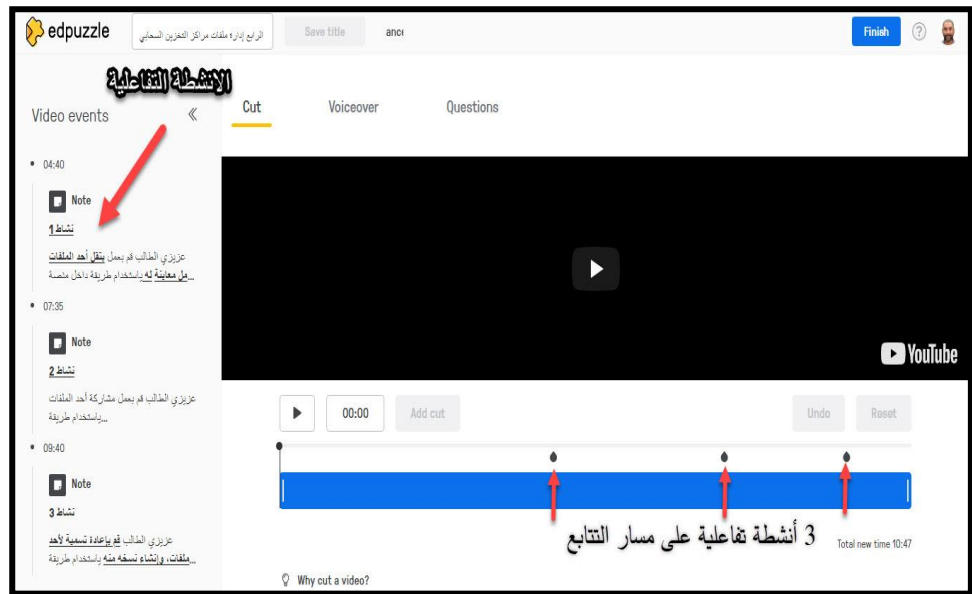 edpuzzle
الرابع إدارة ملفات مراكز التخزين السحابي
Save title
ance
Finish
?
الانشطة التفاعلية
Video events
Cut
Voiceover
Questions
04:40
Note
نشاط 1
عزيزي الطالب قم بعمل بنقل أحد الملفات
...مل معاينة له باستخدام طريقة داخل منصة
07:35
Note
نشاط 2
عزيزي الطالب قم بعمل مشاركة أحد الملفات
...باستخدام طريقة
09:40
Note
نشاط 3
عزيزي الطالب قم بإعادة تسمية لأحد
...ملفات، وإنشاء نسخه منه باستخدام طريقة
YouTube
00:00
Add cut
Undo
Reset
3 أنشطة تفاعلية على مسار التتابع
Total new time 10:47
Why cut a video?